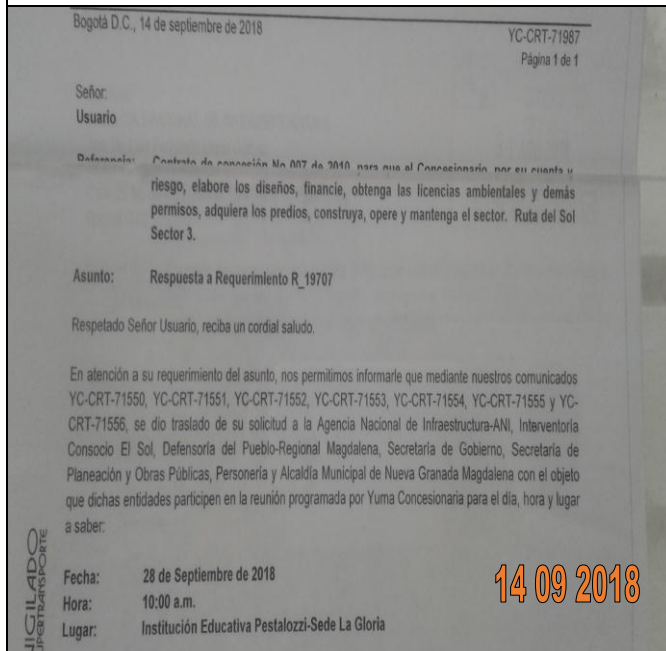 Bogotá D.C., 14 de septiembre de 2018
YC-CRT-71987
Página 1 de 1
Señor:
Usuario
Referencia: Contrato de concesión No 007 de 2010, para que el Concesionario, por su cuenta y
riesgo, elabore los diseños, financie, obtenga las licencias ambientales y demás
permisos, adquiera los predios, construya, opere y mantenga el sector. Ruta del Sol
Sector 3.
Asunto: Respuesta a Requerimiento R_19707
Respetado Señor Usuario, reciba un cordial saludo.
En atención a su requerimiento del asunto, nos permitimos informarle que mediante nuestros comunicados
YC-CRT-71550, YC-CRT-71551, YC-CRT-71552, YC-CRT-71553, YC-CRT-71554, YC-CRT-71555 y YC-
CRT-71556, se dio traslado de su solicitud a la Agencia Nacional de Infraestructura-ANI, Interventoría
Consocio El Sol, Defensoría del Pueblo-Regional Magdalena, Secretaria de Gobierno, Secretaría de
Planeación y Obras Públicas, Personería y Alcaldía Municipal de Nueva Granada Magdalena con el objeto
que dichas entidades participen en la reunión programada por Yuma Concesionaria para el día, hora y lugar
a saber:
Fecha: 28 de Septiembre de 2018
Hora: 10:00 a.m.
Lugar: Institución Educativa Pestalozzi-Sede La Gloria
14 09 2018
VIGILADO
SUPERTRANSPORTE